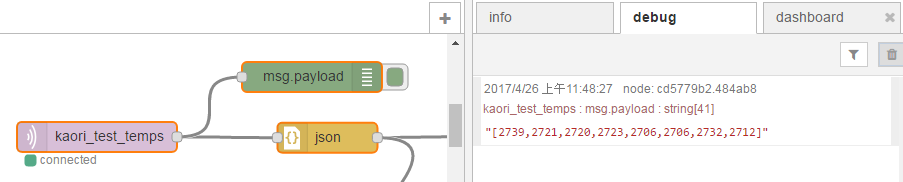 info
debug
dashboard
msg.payload
2017/4/26 上午11:48:27 node: cd5779b2.484ab8
kaori_test_temps : msg.payload : string[41]
"[2739,2721,2720,2723,2706,2706,2732,2712]"
kaori_test_temps
json
connected